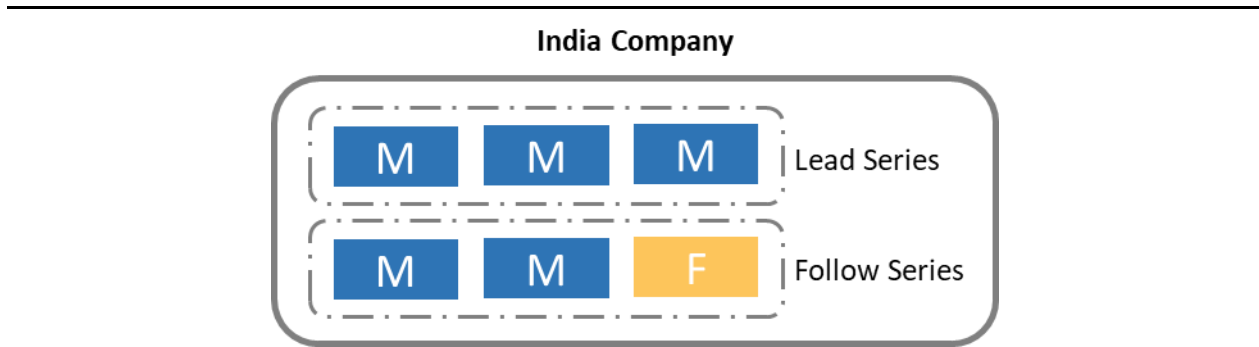 India Company
M M M Lead Series
M M F Follow Series